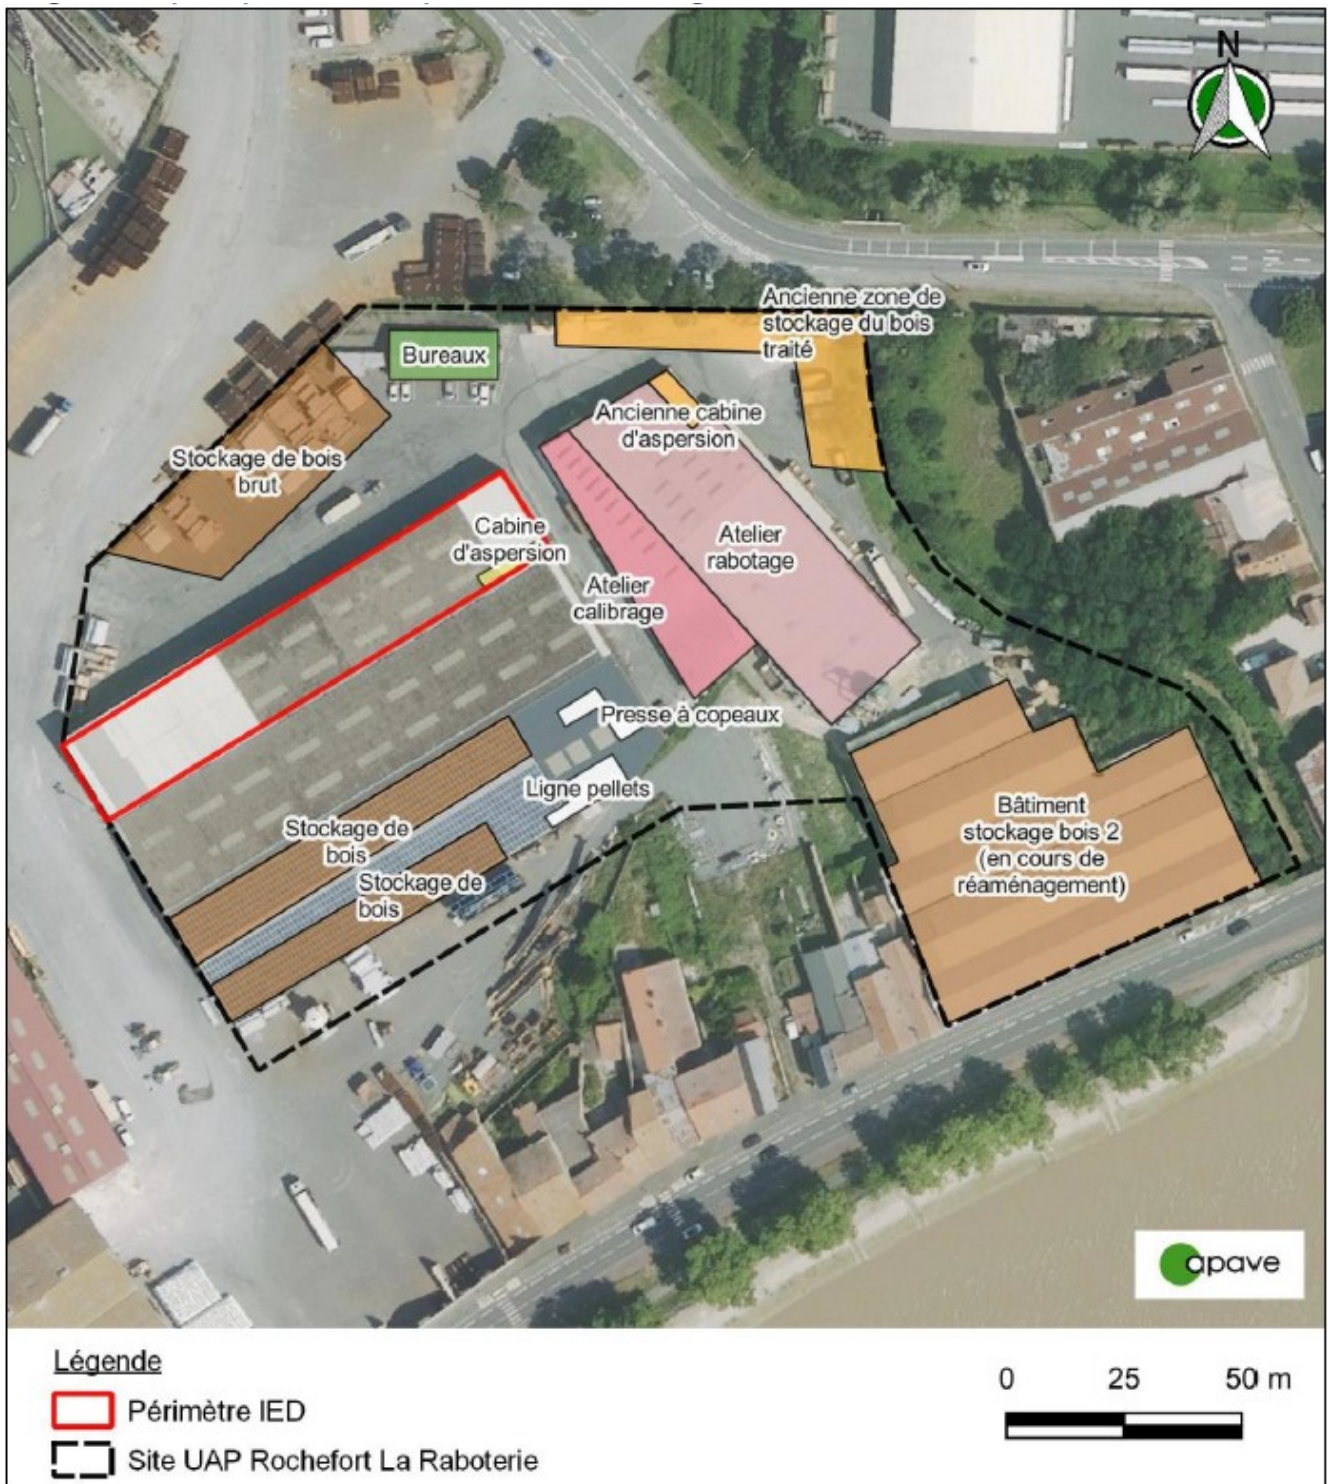 N
Ancienne zone de
stockage du bois
traité
Bureaux
Ancienne cabine
d'aspersion
Stockage de bois
brut
Cabine
d'aspersion
Atelier
rabotage
Atelier
calibrage
Presse à copeaux
Ligne pellets
Stockage de
bois
Stockage de
bois
Bâtiment
stockage bois 2
(en cours de
réaménagement)
apave
Légende
Périmètre IED
Site UAP Rochefort La Raboterie
0 25 50 m